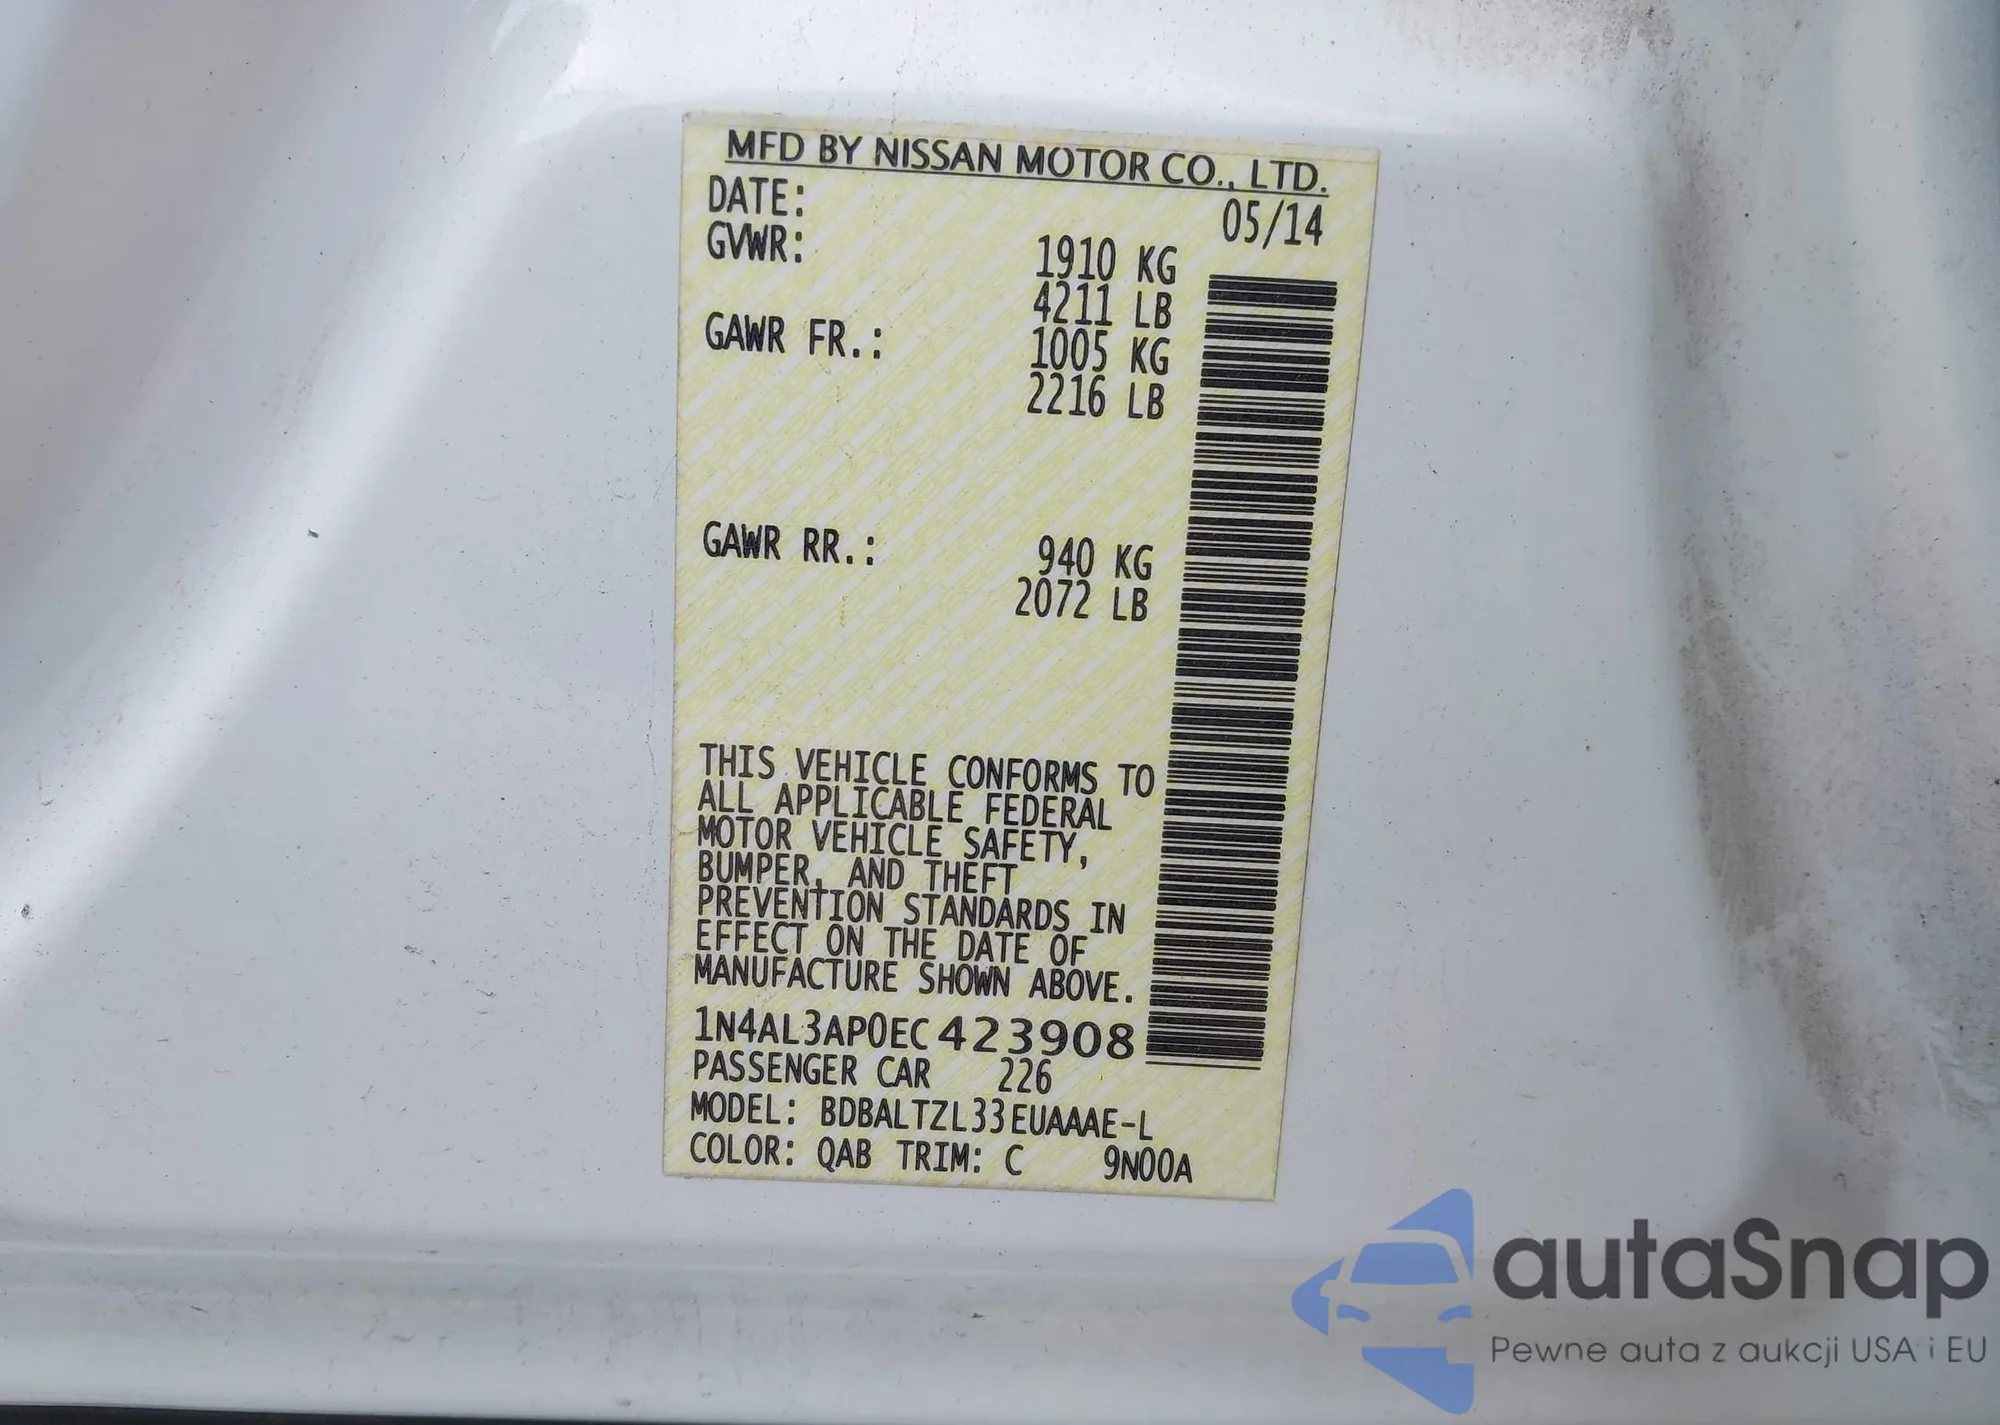 MFD BY NISSAN MOTOR CO., LTD.
DATE: 05/14
GVWR: 1910 KG
4211 LB
GAWR FR.: 1005 KG
2216 LB
GAWR RR.: 940 KG
2072 LB
THIS VEHICLE CONFORMS TO
ALL APPLICABLE FEDERAL
MOTOR VEHICLE SAFETY,
BUMPER, AND THEFT
PREVENTION STANDARDS IN
EFFECT ON THE DATE OF
MANUFACTURE SHOWN ABOVE.
1N4AL3AP0EC423908
PASSENGER CAR 226
MODEL: BDBALTZL33EUAAAE-L
COLOR: QAB TRIM: C 9N00A
autaSnap
Pewne auta z aukcji USA i EU